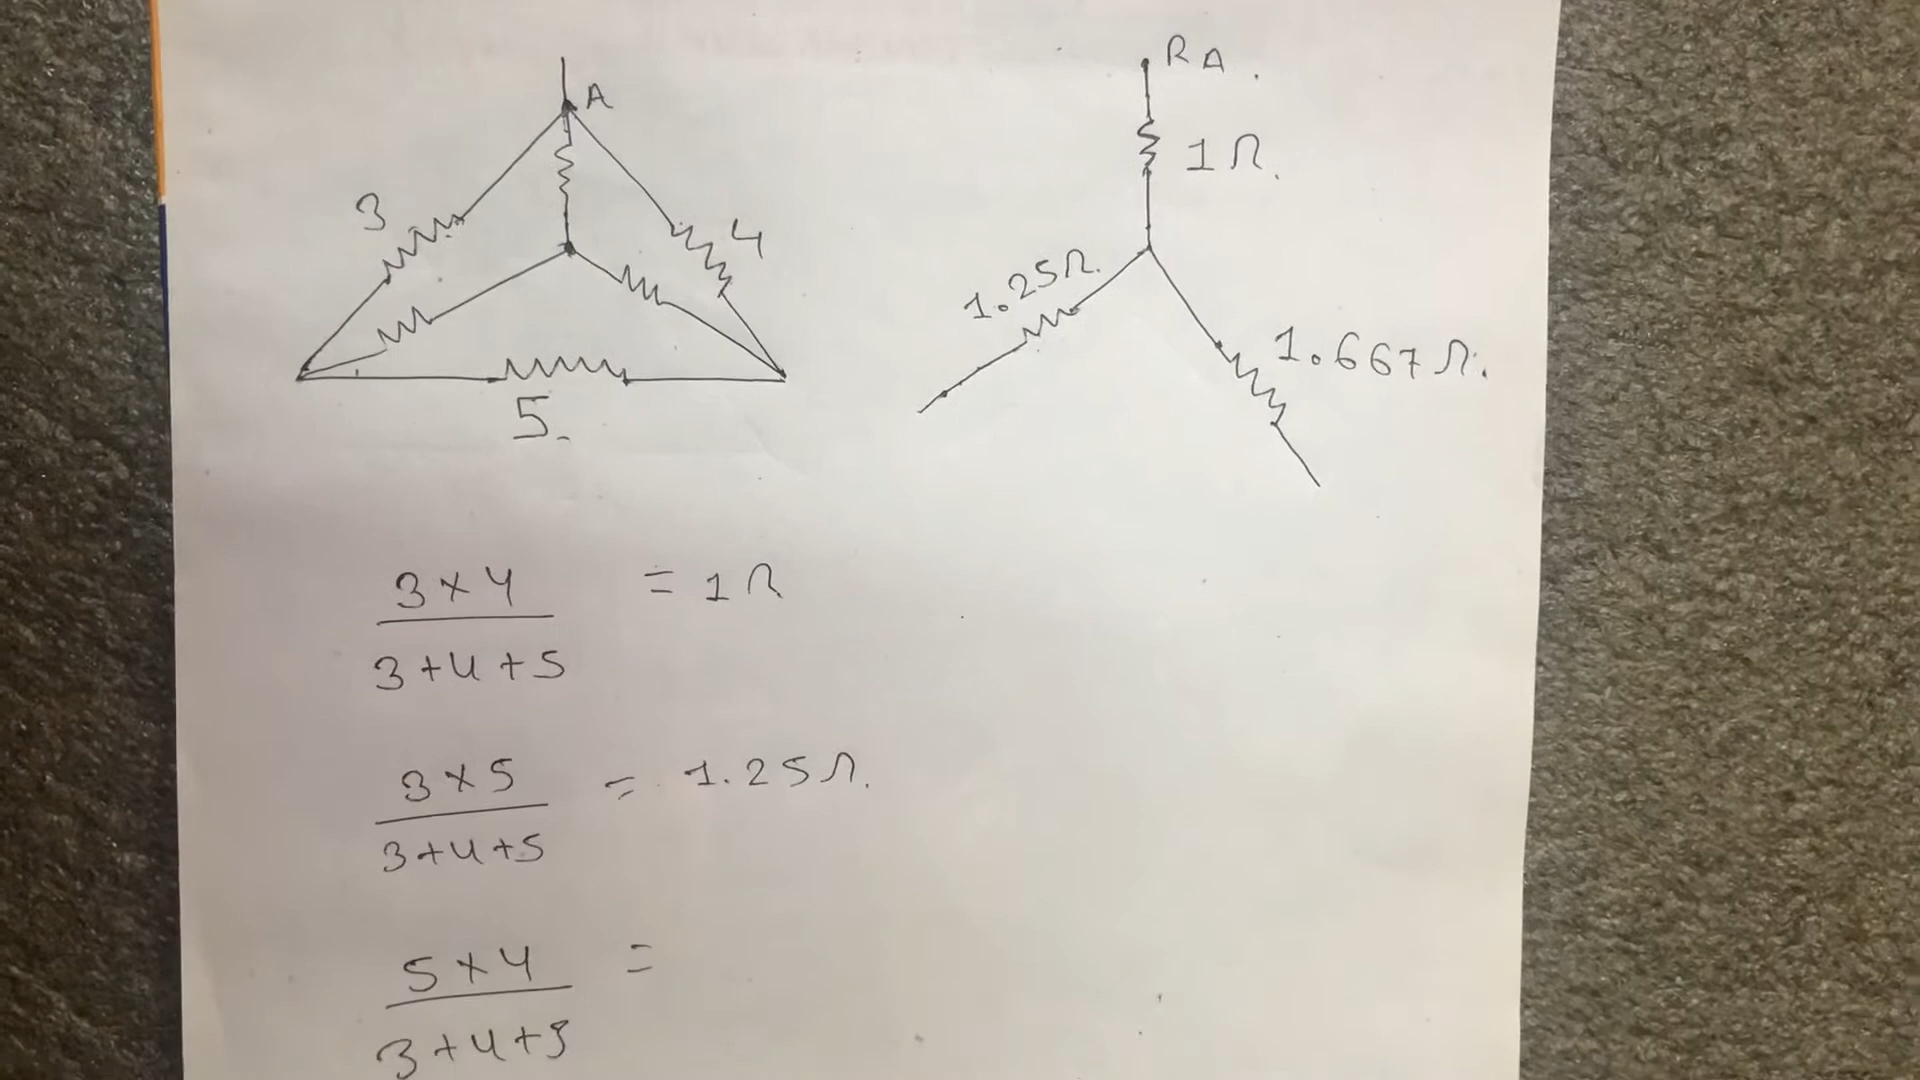 A
3
4
5.
RA.
1Ω.
1.25Ω.
1.667Ω.
3×4
3+4+5
= 1Ω
3×5
3+4+5
= 1.25Ω.
5×4
3+4+5
=